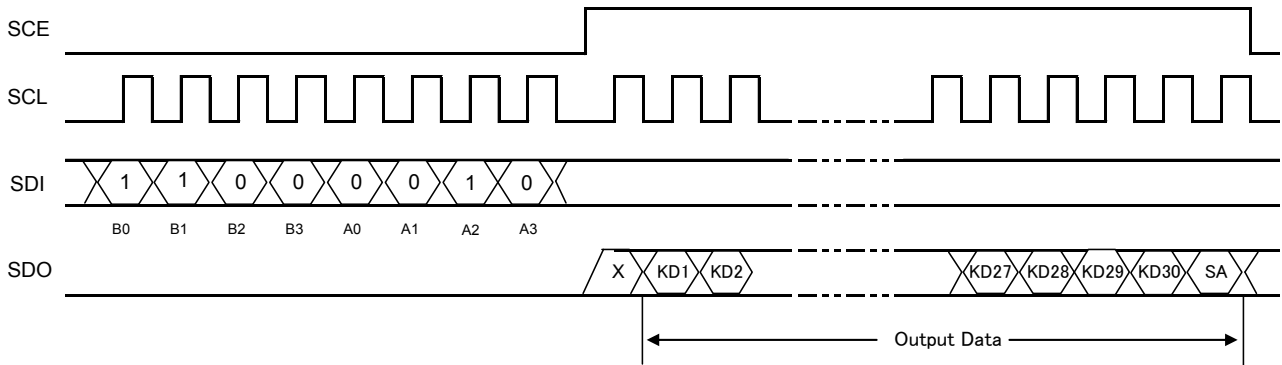 SCE
SCL
SDI 1 1 0 0 0 0 1 0
B0 B1 B2 B3 A0 A1 A2 A3
SDO X KD1 KD2 KD27 KD28 KD29 KD30 SA
Output Data